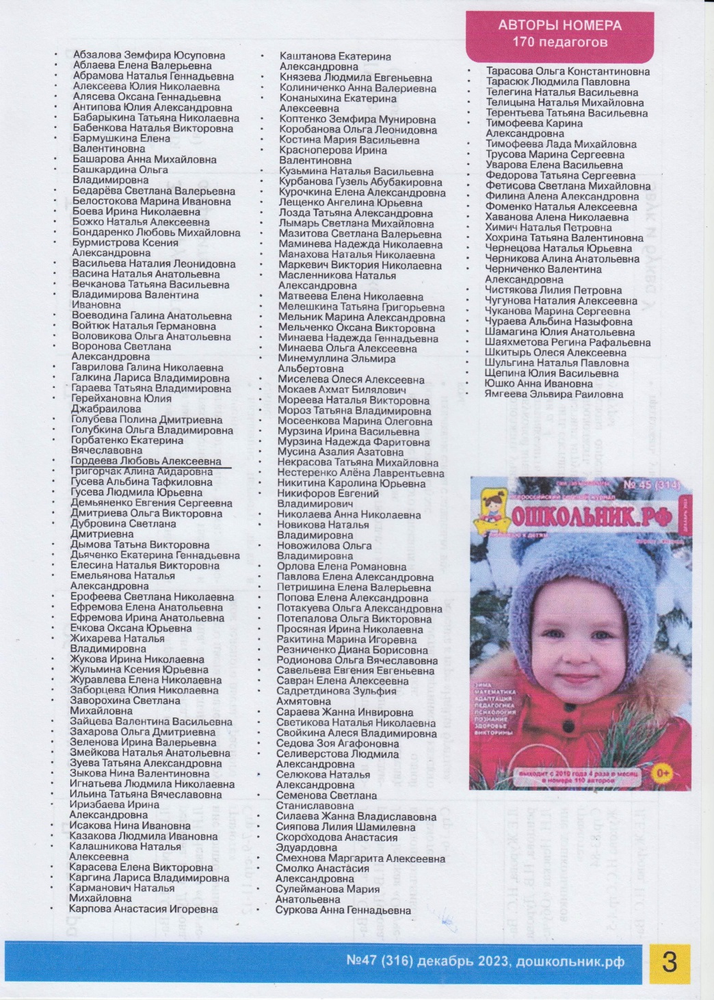 АВТОРЫ НОМЕРА
170 педагогов
• Абзалова Земфира Юсуповна
• Аблаева Елена Валерьевна
• Абрамова Наталья Геннадьевна
• Алексеева Юлия Николаевна
• Алясева Оксана Геннадьевна
• Антипова Юлия Александровна
• Бабарыкина Татьяна Николаевна
• Бабенкова Наталья Викторовна
• Бармушкина Елена
Валентиновна
• Башарова Анна Михайловна
• Башкардина Ольга
Владимировна
• Бедарёва Светлана Валерьевна
• Белостокова Марина Ивановна
• Боева Ирина Николаевна
• Божко Наталья Алексеевна
• Бондаренко Любовь Михайловна
• Бурмистрова Ксения
Александровна
• Васильева Наталия Леонидовна
• Васина Наталья Анатольевна
• Вечканова Татьяна Васильевна
• Владимирова Валентина
Ивановна
• Воеводина Галина Анатольевна
• Войтюк Наталья Германовна
• Воловикова Ольга Анатольевна
• Воронова Светлана
Александровна
• Гаврилова Галина Николаевна
• Галкина Лариса Владимировна
• Гараева Татьяна Владимировна
• Герейхановна Юлия
Джабраилова
• Голубева Полина Дмитриевна
• Голубкина Ольга Владимировна
• Горбатенко Екатерина
Вячеславовна
• Гордеева Любовь Алексеевна
• Григорчак Алина Айдаровна
• Гусева Альбина Тафкиловна
• Гусева Людмила Юрьевна
• Демьяненко Евгения Сергеевна
• Дмитриева Ольга Викторовна
• Дубровина Светлана
Дмитриевна
• Дымова Татьна Викторовна
• Дьяченко Екатерина Геннадьевна
• Елесина Наталья Викторовна
• Емельянова Наталья
Александровна
• Ерофеева Светлана Николаевна
• Ефремова Елена Анатольевна
• Ефремова Ирина Анатольевна
• Ечкова Оксана Юрьевна
• Жихарева Наталья
Владимировна
• Жукова Ирина Николаевна
• Жульмина Ксения Юрьевна
• Журавлева Елена Николаевна
• Заборцева Юлия Николаевна
• Заворохина Светлана
Михайловна
• Зайцева Валентина Васильевна
• Захарова Ольга Дмитриевна
• Зеленова Ирина Валерьевна
• Змейкова Наталья Анатольевна
• Зуева Татьяна Александровна
• Зыкова Нина Валентиновна
• Игнатьева Людмила Николаевна
• Ильина Татьяна Вячеславовна
• Иризбаева Ирина
Александровна
• Исакова Нина Ивановна
• Казакова Людмила Ивановна
• Калашникова Наталья
Алексеевна
• Карасева Елена Викторовна
• Каргина Лариса Владимировна
• Карманович Наталья
Михайловна
• Карпова Анастасия Игоревна
• Каштанова Екатерина
Александровна
• Князева Людмила Евгеньевна
• Колиниченко Анна Валериевна
• Конаныхина Екатерина
Алексеевна
• Коптенко Земфира Мунировна
• Коробанова Ольга Леонидовна
• Костина Мария Васильевна
• Красноперова Ирина
Валентиновна
• Кузьмина Наталья Васильевна
• Курбанова Гузель Абубакировна
• Курочкина Елена Александровна
• Лещенко Ангелина Юрьевна
• Лозда Татьяна Александровна
• Лымарь Светлана Михайловна
• Мазитова Светлана Валерьевна
• Маминева Надежда Николаевна
• Манахова Наталья Николаевна
• Маркевич Виктория Николаевна
• Масленникова Наталья
Александровна
• Матвеева Елена Николаевна
• Мелешкина Татьяна Григорьевна
• Мельник Марина Александровна
• Мельченко Оксана Викторовна
• Минаева Надежда Геннадьевна
• Минаева Ольга Алексеевна
• Минемуллина Эльмира
Альбертовна
• Миселева Олеся Алексеевна
• Мокаев Ахмат Билялович
• Мореева Наталья Викторовна
• Мороз Татьяна Владимировна
• Мосеенкова Марина Олеговна
• Мурзина Ирина Васильевна
• Мурзина Надежда Фаритовна
• Мусина Азалия Азатовна
• Некрасова Татьяна Михайловна
• Нестеренко Алёна Лаврентьевна
• Никитина Каролина Юрьевна
• Никифоров Евгений
Владимирович
• Николаева Анна Николаевна
• Новикова Наталья
Владимировна
• Новожилова Ольга
Владимировна
• Орлова Елена Романовна
• Павлова Елена Александровна
• Петришина Елена Валерьевна
• Попова Елена Александровна
• Потакуева Ольга Александровна
• Потепалова Ольга Викторовна
• Просяная Ирина Николаевна
• Ракитина Марина Игоревна
• Резниченко Диана Борисовна
• Родионова Ольга Вячеславовна
• Савельева Евгения Евгеньевна
• Савран Елена Алексеевна
• Садретдинова Зульфия
Ахмятовна
• Сараева Жанна Инвировна
• Светикова Наталья Николаевна
• Свойкина Алеся Владимировна
• Седова Зоя Агафоновна
• Селиверстова Людмила
Александровна
• Селюкова Наталья
Александровна
• Семенова Светлана
Станиславовна
• Силаева Жанна Владиславовна
• Сияпова Лилия Шамилевна
• Скороходова Анастасия
Эдуардовна
• Смехнова Маргарита Алексеевна
• Смолко Анастасия
Александровна
• Сулейманова Мария
Анатольевна
• Суркова Анна Геннадьевна
• Тарасова Ольга Константиновна
• Тарасюк Людмила Павловна
• Телегина Наталья Васильевна
• Телицына Наталья Михайловна
• Терентьева Татьяна Васильевна
• Тимофеева Карина
Александровна
• Тимофеева Лада Михайловна
• Трусова Марина Сергеевна
• Уварова Елена Васильевна
• Федорова Татьяна Сергеевна
• Фетисова Светлана Михайловна
• Филина Алена Александровна
• Фоменко Наталья Алексеевна
• Хаванова Алена Николаевна
• Химич Наталья Петровна
• Хохрина Татьяна Валентиновна
• Чернецова Наталья Юрьевна
• Черникова Алина Анатольевна
• Черниченко Валентина
Александровна
• Чистякова Лилия Петровна
• Чугунова Наталия Алексеевна
• Чуканова Марина Сергеевна
• Чураева Альбина Назыфовна
• Шамагина Юлия Анатольевна
• Шаяхметова Регина Рафальевна
• Шкитырь Олеся Алексеевна
• Шульгина Наталья Павловна
• Щепина Юлия Васильевна
• Юшко Анна Ивановна
• Ямгеева Эльвира Раиловна
№ 45 (314)
ДЕКАБРЬ 2023
ОШКОЛЬНИК.РФ
ЗИМА
МАТЕМАТИКА
АДАПТАЦИЯ
ПЕДАГОГИКА
ПСИХОЛОГИЯ
ПОЗНАНИЕ
ЗДОРОВЬЕ
ВИКТОРИНЫ
выходит с 2010 года 4 раза в месяц
в номере 110 авторов
0+
№47 (316) декабрь 2023, дошкольник.рф
3